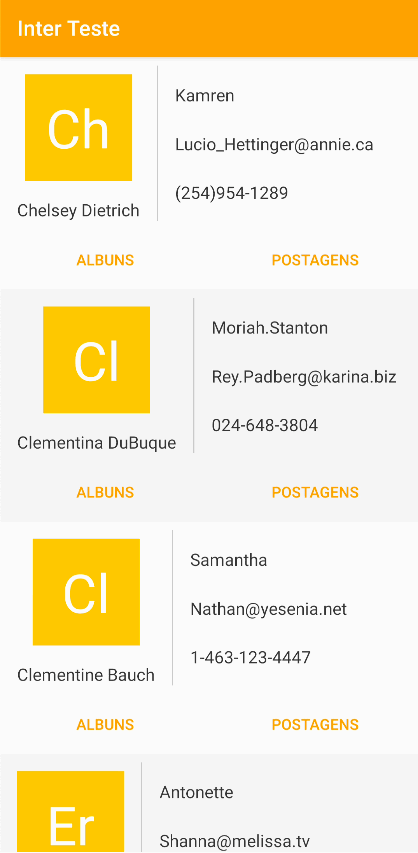 Inter Teste
Ch
Chelsey Dietrich
Kamren
Lucio_Hettinger@annie.ca
(254)954-1289
ALBUNS
POSTAGENS
Cl
Clementina DuBuque
Moriah.Stanton
Rey.Padberg@karina.biz
024-648-3804
ALBUNS
POSTAGENS
Cl
Clementine Bauch
Samantha
Nathan@yesenia.net
1-463-123-4447
ALBUNS
POSTAGENS
Er
Antonette
Shanna@melissa.tv